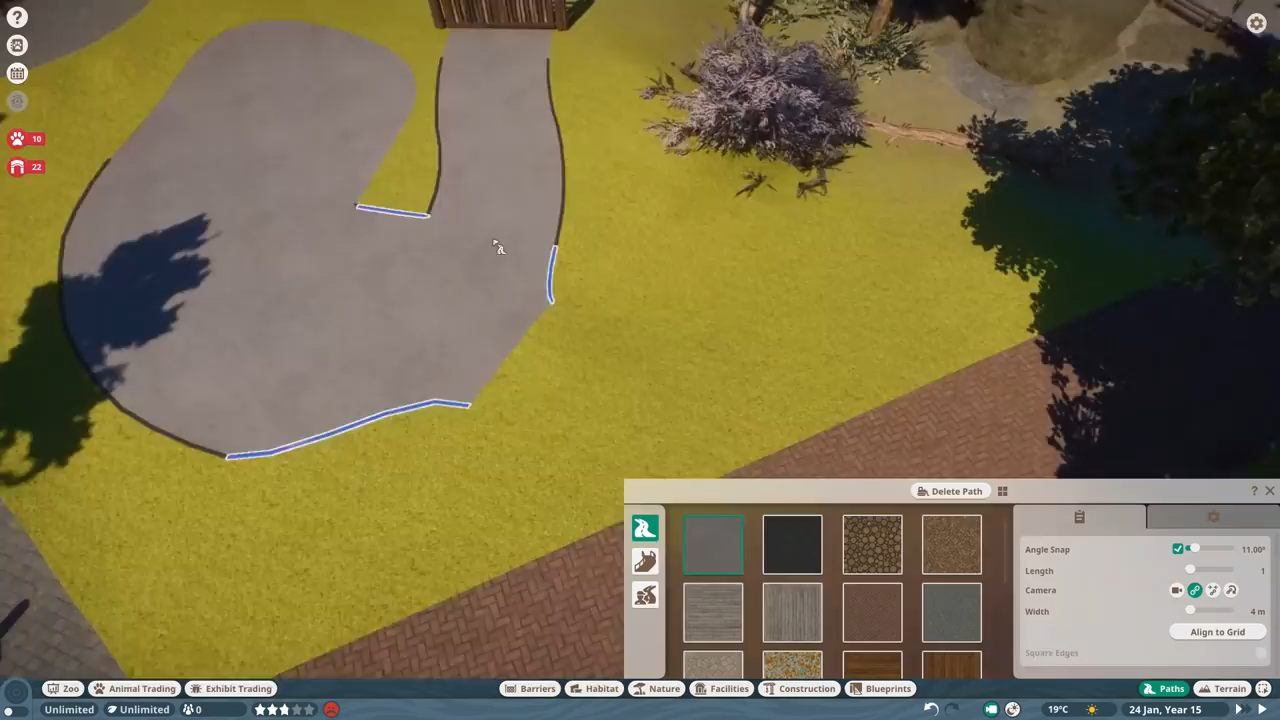 ?
10
22
Delete Path
?
Angle Snap 11.00°
Length 1
Camera
Width 4 m
Align to Grid
Square Edges
Zoo Animal Trading Exhibit Trading Barriers Habitat Nature Facilities Construction Blueprints Paths Terrain
Unlimited Unlimited 0 19°C 24 Jan, Year 15